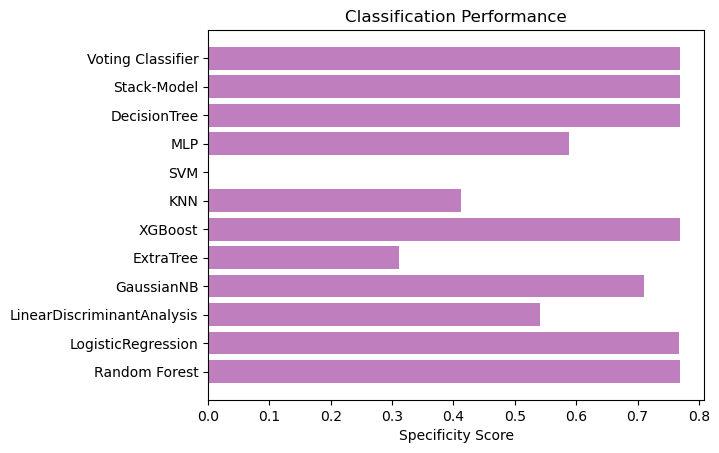 Classification Performance
Voting Classifier
Stack-Model
DecisionTree
MLP
SVM
KNN
XGBoost
ExtraTree
GaussianNB
LinearDiscriminantAnalysis
LogisticRegression
Random Forest
0.0 0.1 0.2 0.3 0.4 0.5 0.6 0.7 0.8
Specificity Score